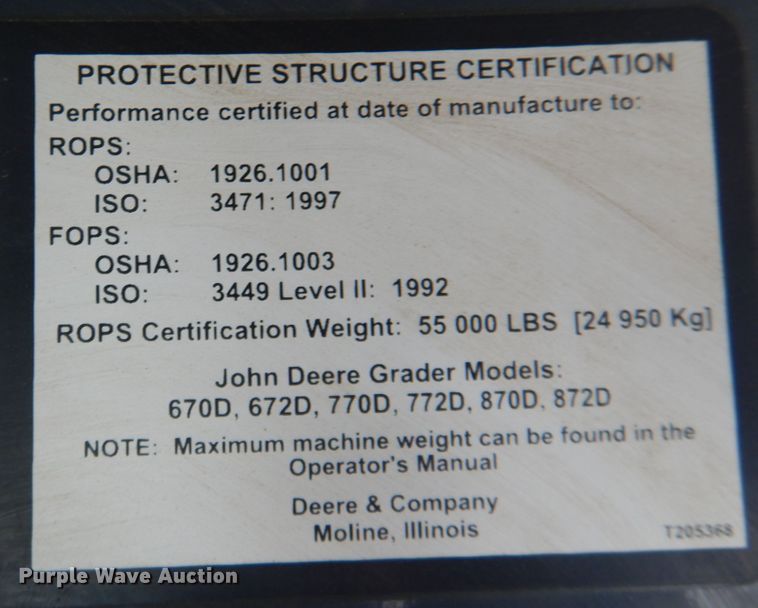 PROTECTIVE STRUCTURE CERTIFICATION
Performance certified at date of manufacture to:
ROPS:
OSHA: 1926.1001
ISO: 3471: 1997
FOPS:
OSHA: 1926.1003
ISO: 3449 Level II: 1992
ROPS Certification Weight: 55 000 LBS [24 950 Kg]
John Deere Grader Models:
670D, 672D, 770D, 772D, 870D, 872D
NOTE: Maximum machine weight can be found in the
Operator's Manual
Deere & Company
Moline, Illinois
T205368
Purple Wave Auction